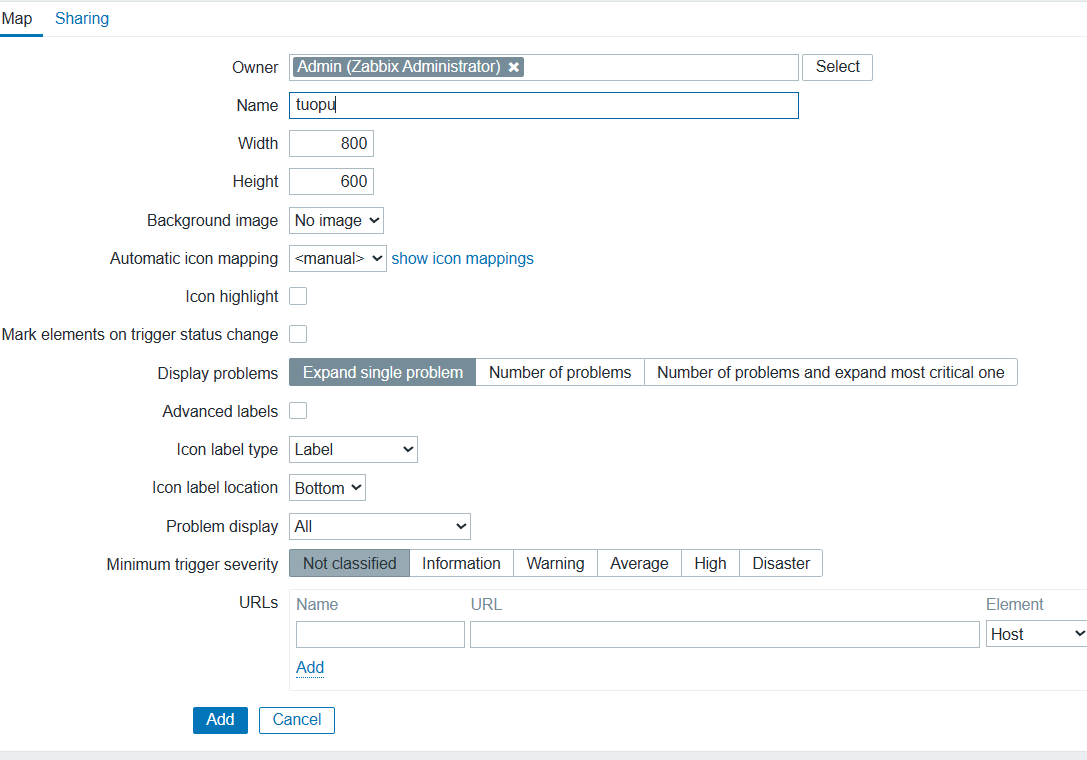 Map Sharing
Owner Admin (Zabbix Administrator) ✖ Select
Name tuopu
Width 800
Height 600
Background image No image
Automatic icon mapping <manual> show icon mappings
Icon highlight
Mark elements on trigger status change
Display problems Expand single problem Number of problems Number of problems and expand most critical one
Advanced labels
Icon label type Label
Icon label location Bottom
Problem display All
Minimum trigger severity Not classified Information Warning Average High Disaster
URLs Name URL Element
Host
Add
Add Cancel